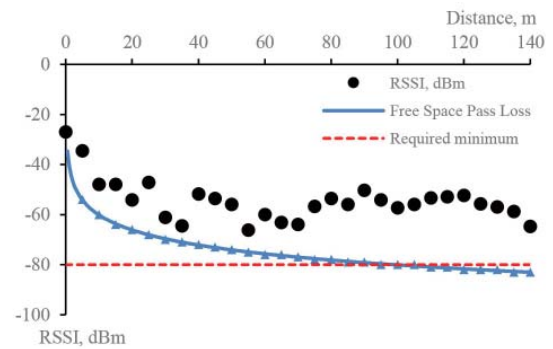 Distance, m
0 20 40 60 80 100 120 140
0
RSSI, dBm
-20
Free Space Pass Loss
Required minimum
-40
-60
-80
-100
RSSI, dBm